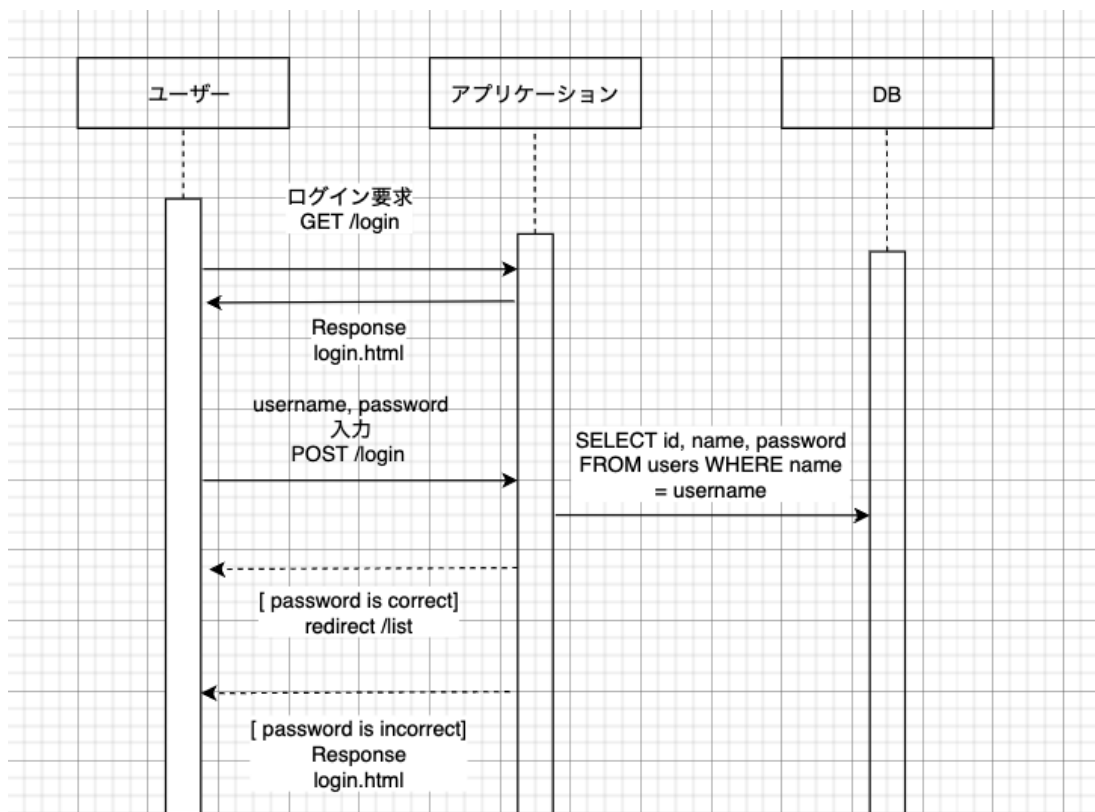 ユーザー
アプリケーション
DB
ログイン要求
GET /login
Response
login.html
username, password
入力
POST /login
SELECT id, name, password
FROM users WHERE name
= username
[ password is correct]
redirect /list
[ password is incorrect]
Response
login.html